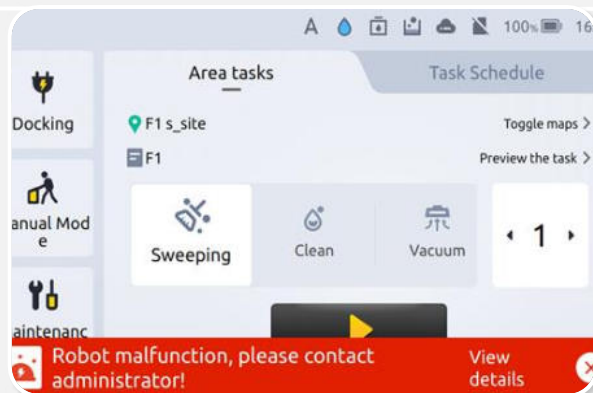 A
100%
16
Area tasks
Task Schedule
Docking
F1 s_site
Toggle maps >
F1
Preview the task >
anual Mod
e
Sweeping
Clean
Vacuum
1
aintenanc
Robot malfunction, please contact
administrator!
View
details